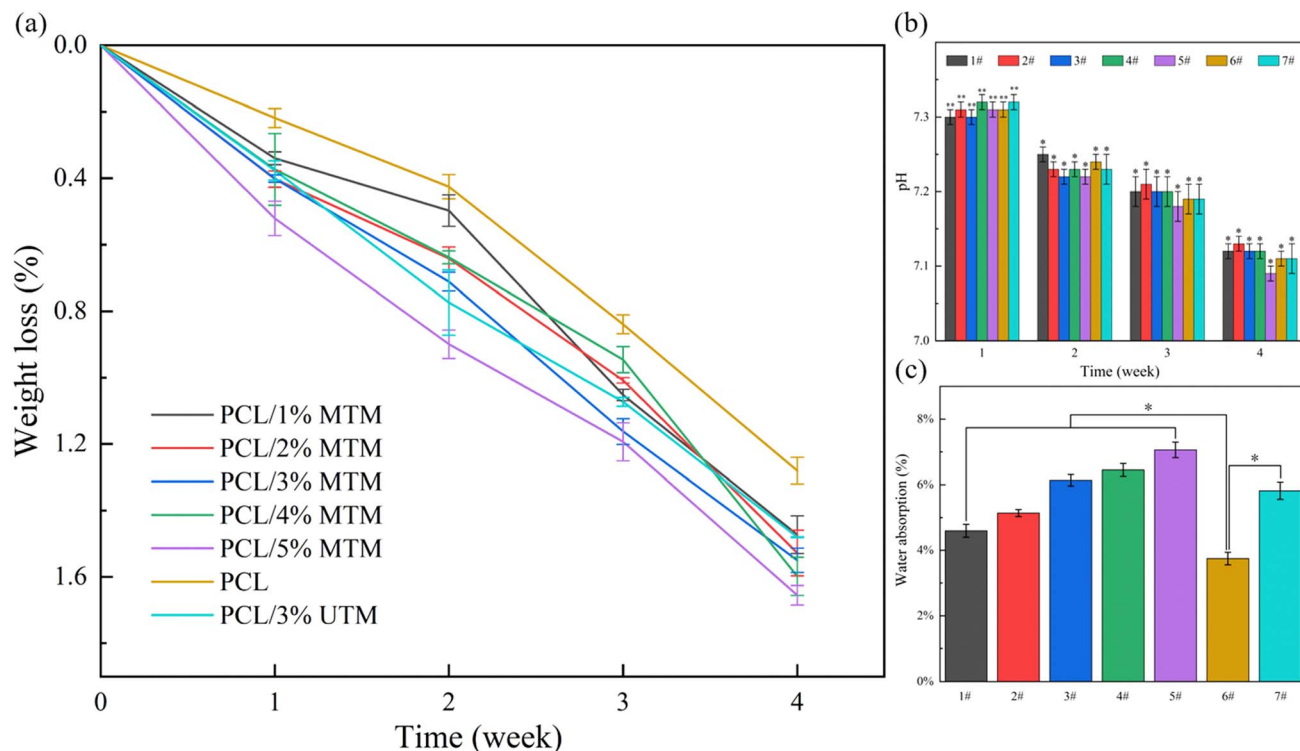 (a)
0.0
0.4
0.8
1.2
1.6
Weight loss (%)
PCL/1% MTM
PCL/2% MTM
PCL/3% MTM
PCL/4% MTM
PCL/5% MTM
PCL
PCL/3% UTM
0 1 2 3 4
Time (week)
(b)
1# 2# 3# 4# 5# 6# 7#
** ** ** ** ** ** **
* * * * * * *
* * * * * * *
* * * * * * *
7.3
7.2
7.1
7.0
pH
1 2 3 4
Time (week)
(c)
8%
6%
4%
2%
0%
Water absorption (%)
*
*
1# 2# 3# 4# 5# 6# 7#